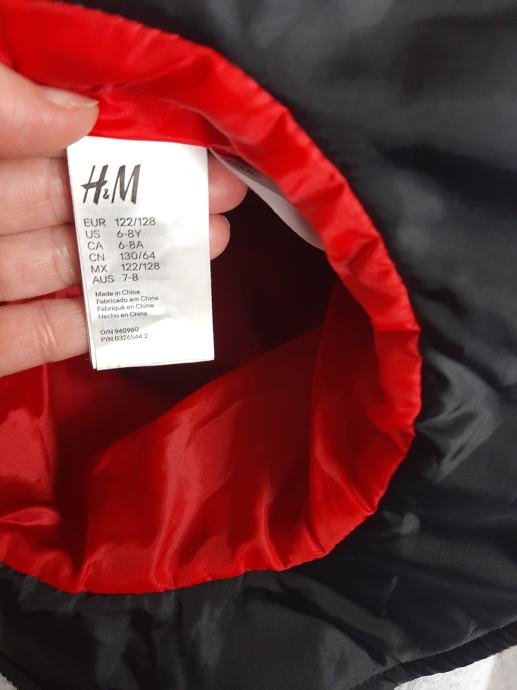 H&M
EUR 122/128
US 6-8Y
CA 6-8A
CN 130/64
MX 122/128
AUS 7-8
Made in China
Fabricado em China
Fabriqué en China
Hecho en China
O/N 940960
P/N 0326544.2